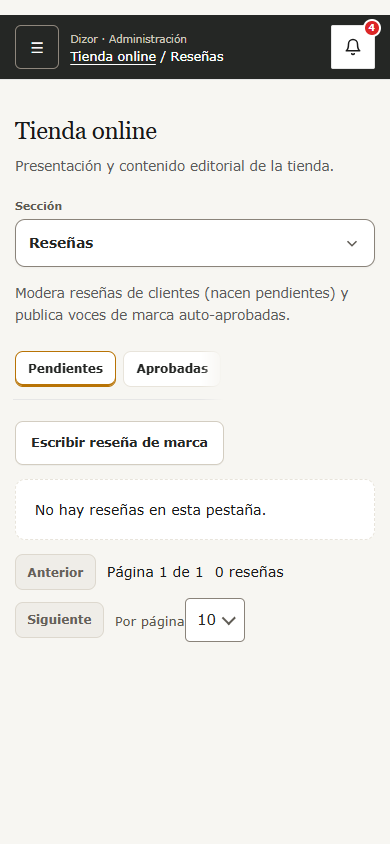 ☰
Dizor · Administración
Tienda online / Reseñas
4
Tienda online
Presentación y contenido editorial de la tienda.
Sección
Reseñas
Modera reseñas de clientes (nacen pendientes) y
publica voces de marca auto-aprobadas.
Pendientes Aprobadas
Escribir reseña de marca
No hay reseñas en esta pestaña.
Anterior Página 1 de 1 0 reseñas
Siguiente Por página 10